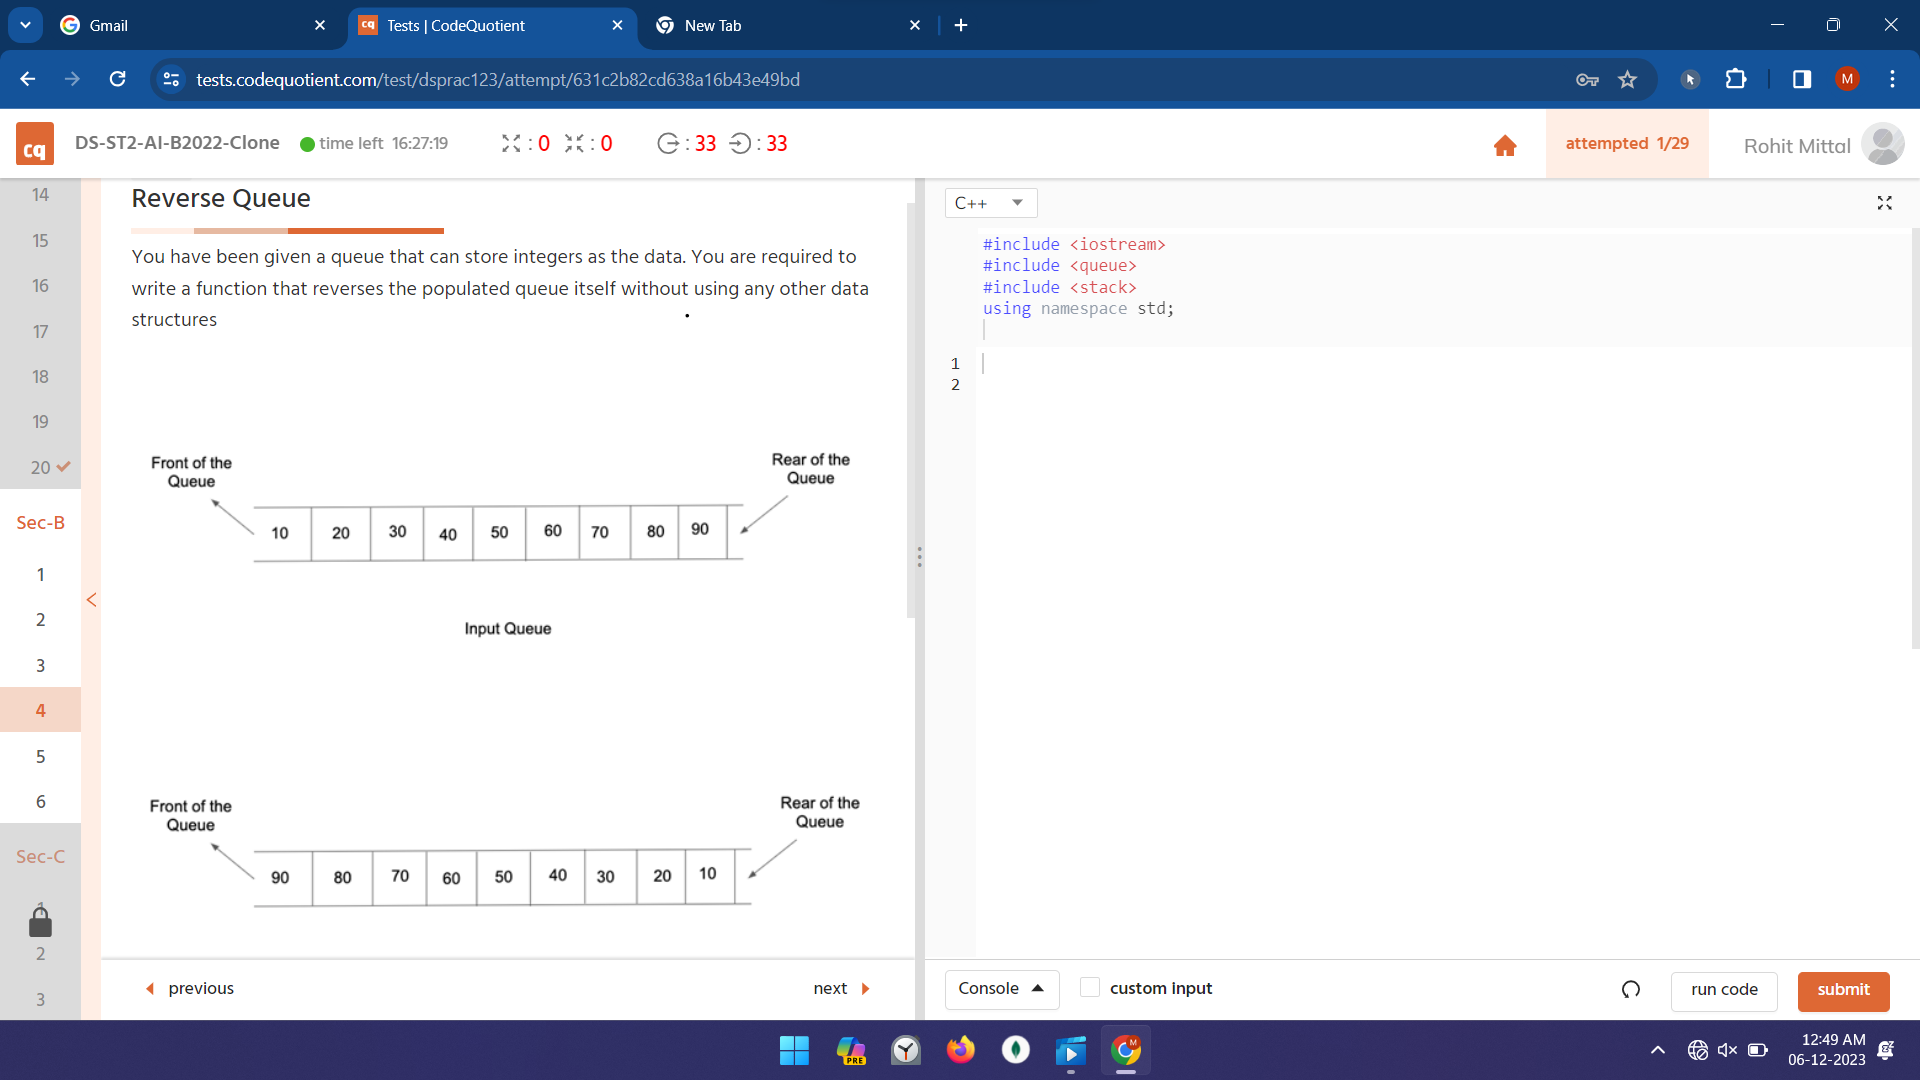 Gmail
Tests | CodeQuotient
New Tab
tests.codequotient.com/test/dsprac123/attempt/631c2b82cd638a16b43e49bd
M
cq
DS-ST2-AI-B2022-Clone
time left 16:27:19
: 0
: 0
: 33
: 33
attempted 1/29
Rohit Mittal
14
15
16
17
18
19
20
Sec-B
1
2
3
4
5
6
Sec-C
1
2
3
Reverse Queue
You have been given a queue that can store integers as the data. You are required to
write a function that reverses the populated queue itself without using any other data
structures
Front of the
Queue
Rear of the
Queue
10 20 30 40 50 60 70 80 90
Input Queue
Front of the
Queue
Rear of the
Queue
90 80 70 60 50 40 30 20 10
previous
next
C++
#include <iostream>
#include <queue>
#include <stack>
using namespace std;
1
2
Console
custom input
run code
submit
PRE
M
12:49 AM
06-12-2023